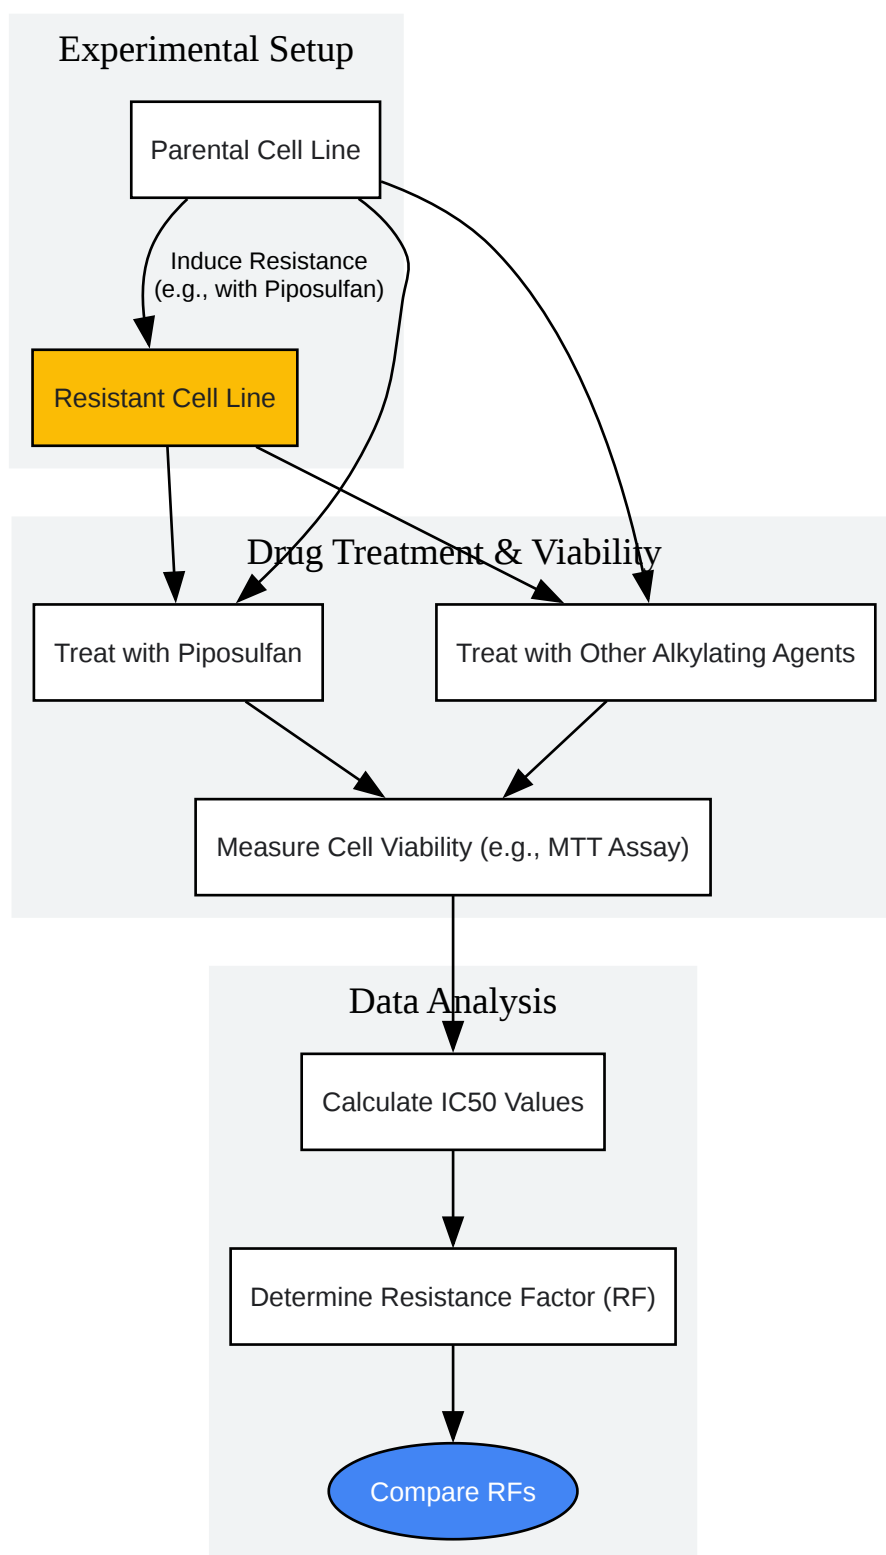 Experimental Setup
Parental Cell Line
Induce Resistance
(e.g., with Piposulfan)
Resistant Cell Line
Drug Treatment & Viability
Treat with Piposulfan
Treat with Other Alkylating Agents
Measure Cell Viability (e.g., MTT Assay)
Data Analysis
Calculate IC50 Values
Determine Resistance Factor (RF)
Compare RFs